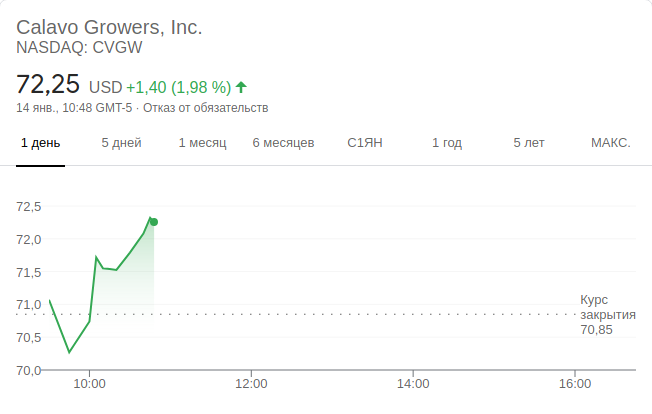 Calavo Growers, Inc.
NASDAQ: CVGW
72,25 USD +1,40 (1,98 %)
14 янв., 10:48 GMT-5 · Отказ от обязательств
1 день 5 дней 1 месяц 6 месяцев С1ЯН 1 год 5 лет МАКС.
72,5
72,0
71,5
71,0
70,5
70,0
Курс
закрытия
70,85
10:00 12:00 14:00 16:00